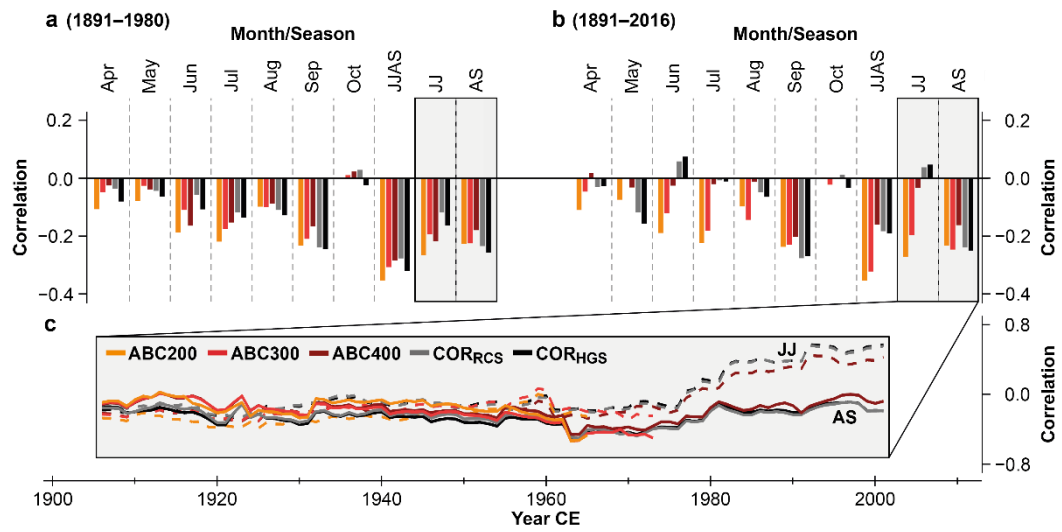 a (1891–1980)
b (1891–2016)
Month/Season
Month/Season
Apr May Jun Jul Aug Sep Oct JJAS JJ AS
Apr May Jun Jul Aug Sep Oct JJAS JJ AS
0.2
0.0
−0.2
−0.4
Correlation
0.2
0.0
−0.2
−0.4
Correlation
c
ABC200 ABC300 ABC400 CORRCS CORHGS
JJ
AS
0.8
0.0
−0.8
Correlation
1900 1920 1940 1960 1980 2000
Year CE